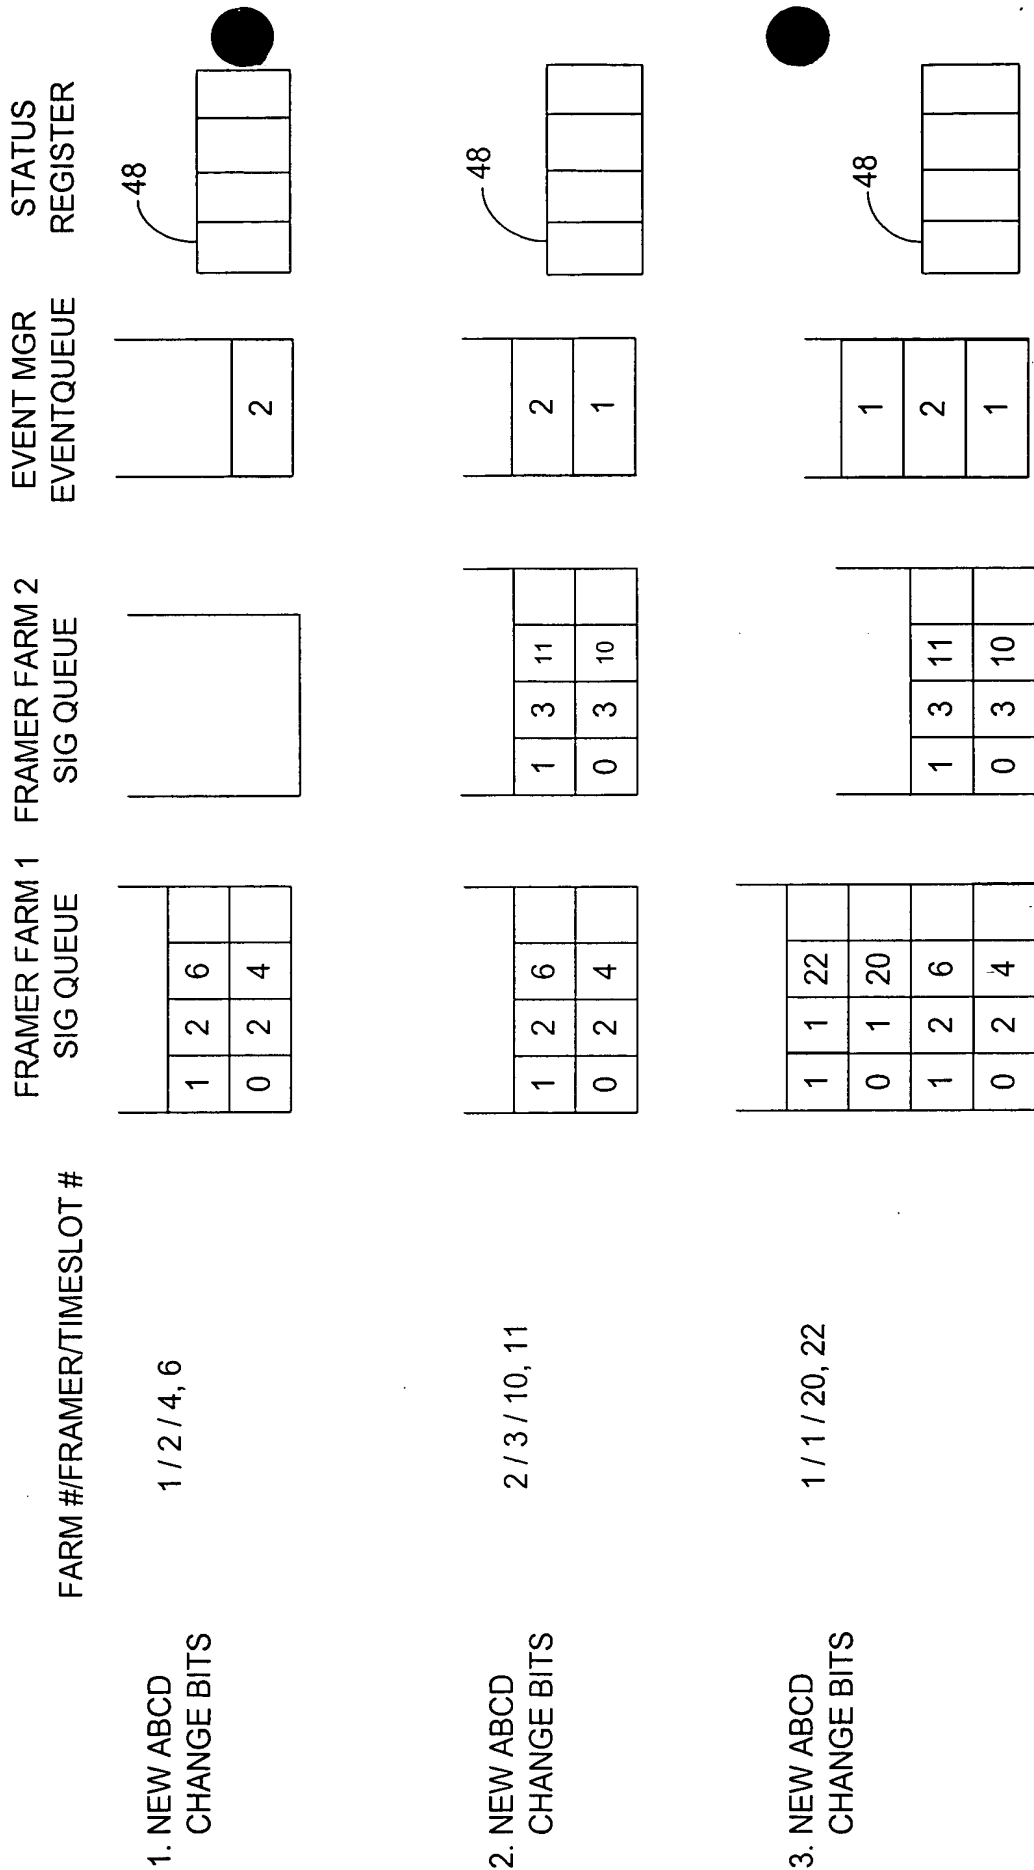 FARM #/FRAMER/TIMESLOT #
FRAMER FARM 1
SIG QUEUE
FRAMER FARM 2
SIG QUEUE
EVENT MGR
EVENTQUEUE
STATUS
REGISTER
1. NEW ABCD
CHANGE BITS
1 / 2 / 4, 6
1 2 6
0 2 4
2
48
2. NEW ABCD
CHANGE BITS
2 / 3 / 10, 11
1 2 6
0 2 4
1 3 11
0 3 10
2
1
48
3. NEW ABCD
CHANGE BITS
1 / 1 / 20, 22
1 1 22
0 1 20
1 2 6
0 2 4
1 3 11
0 3 10
1
2
1
48